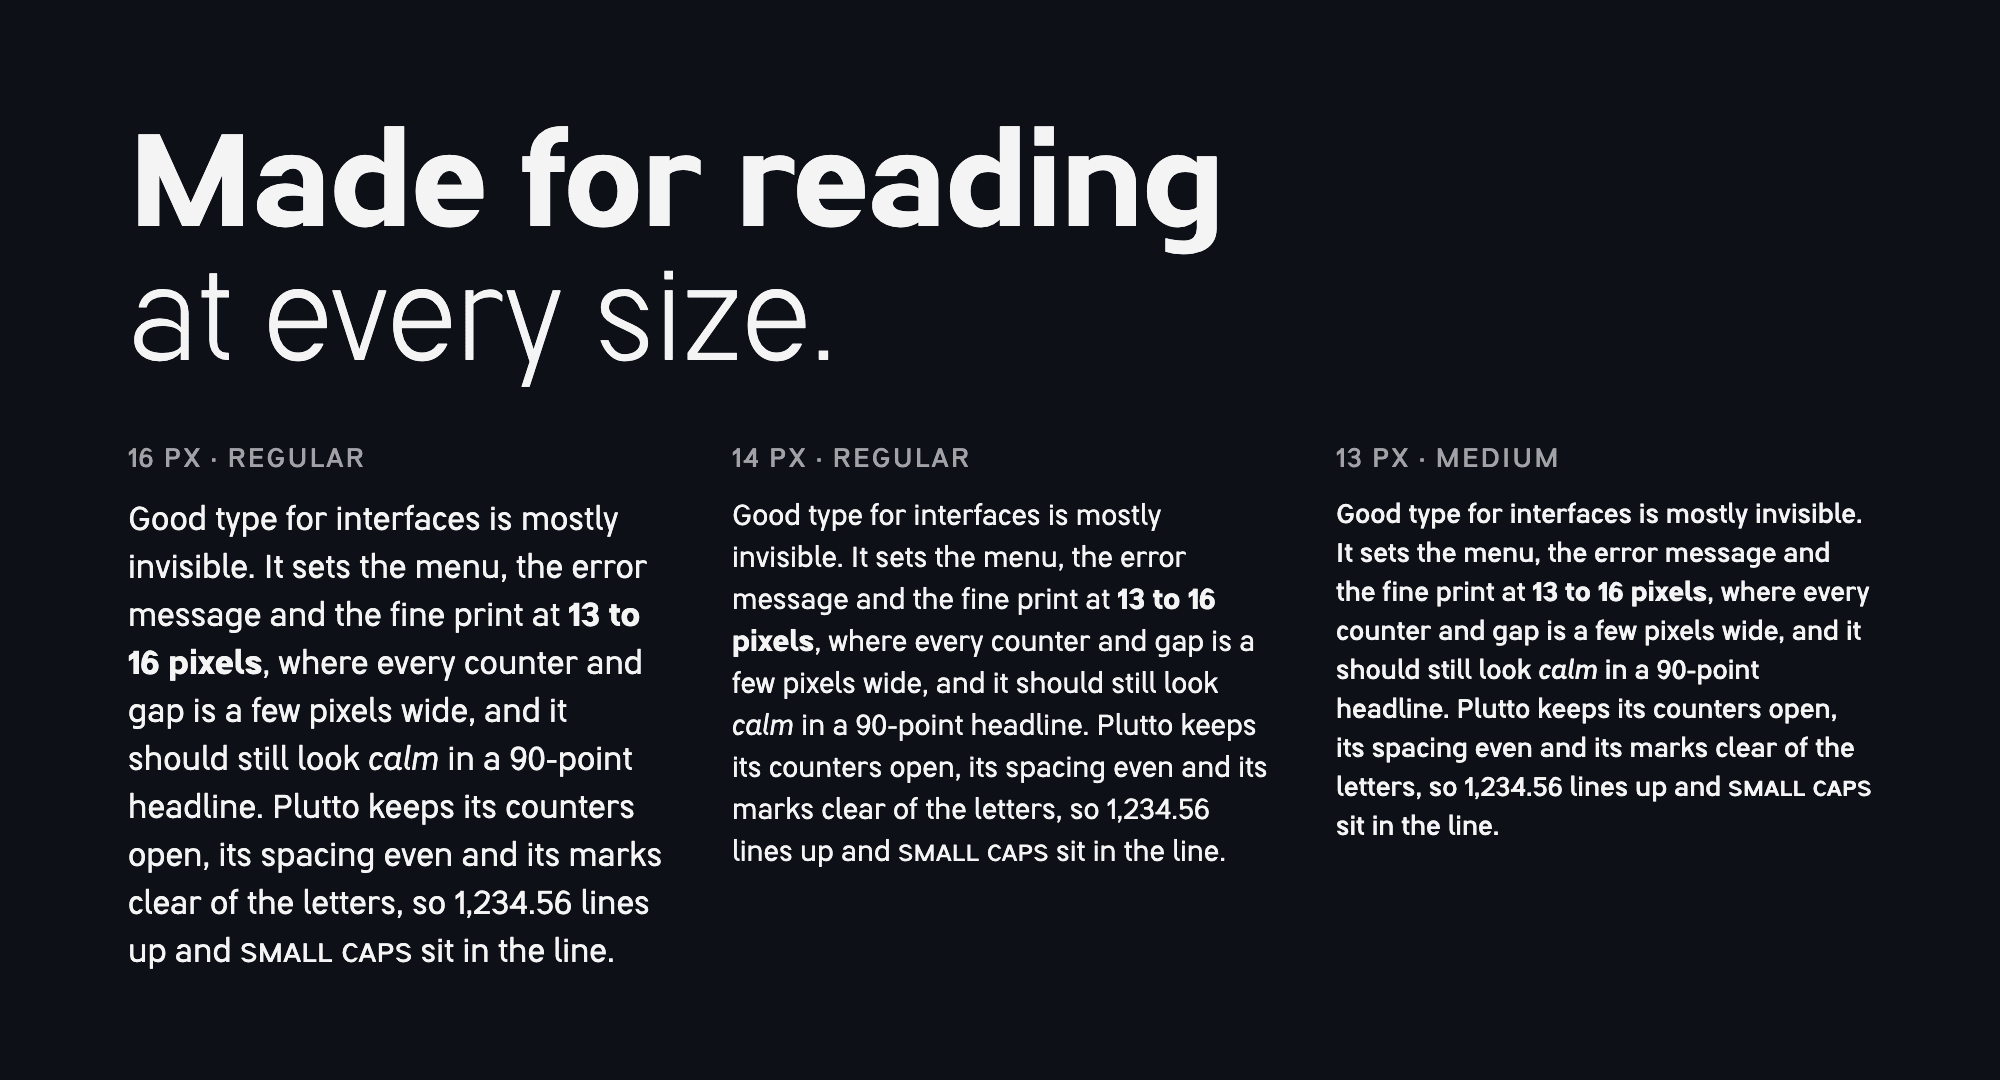 Made for reading
at every size.
16 PX · REGULAR
Good type for interfaces is mostly
invisible. It sets the menu, the error
message and the fine print at 13 to
16 pixels, where every counter and
gap is a few pixels wide, and it
should still look calm in a 90-point
headline. Plutto keeps its counters
open, its spacing even and its marks
clear of the letters, so 1,234.56 lines
up and SMALL CAPS sit in the line.
14 PX · REGULAR
Good type for interfaces is mostly
invisible. It sets the menu, the error
message and the fine print at 13 to 16
pixels, where every counter and gap is a
few pixels wide, and it should still look
calm in a 90-point headline. Plutto keeps
its counters open, its spacing even and its
marks clear of the letters, so 1,234.56
lines up and SMALL CAPS sit in the line.
13 PX · MEDIUM
Good type for interfaces is mostly invisible.
It sets the menu, the error message and
the fine print at 13 to 16 pixels, where every
counter and gap is a few pixels wide, and it
should still look calm in a 90-point
headline. Plutto keeps its counters open,
its spacing even and its marks clear of the
letters, so 1,234.56 lines up and SMALL CAPS
sit in the line.